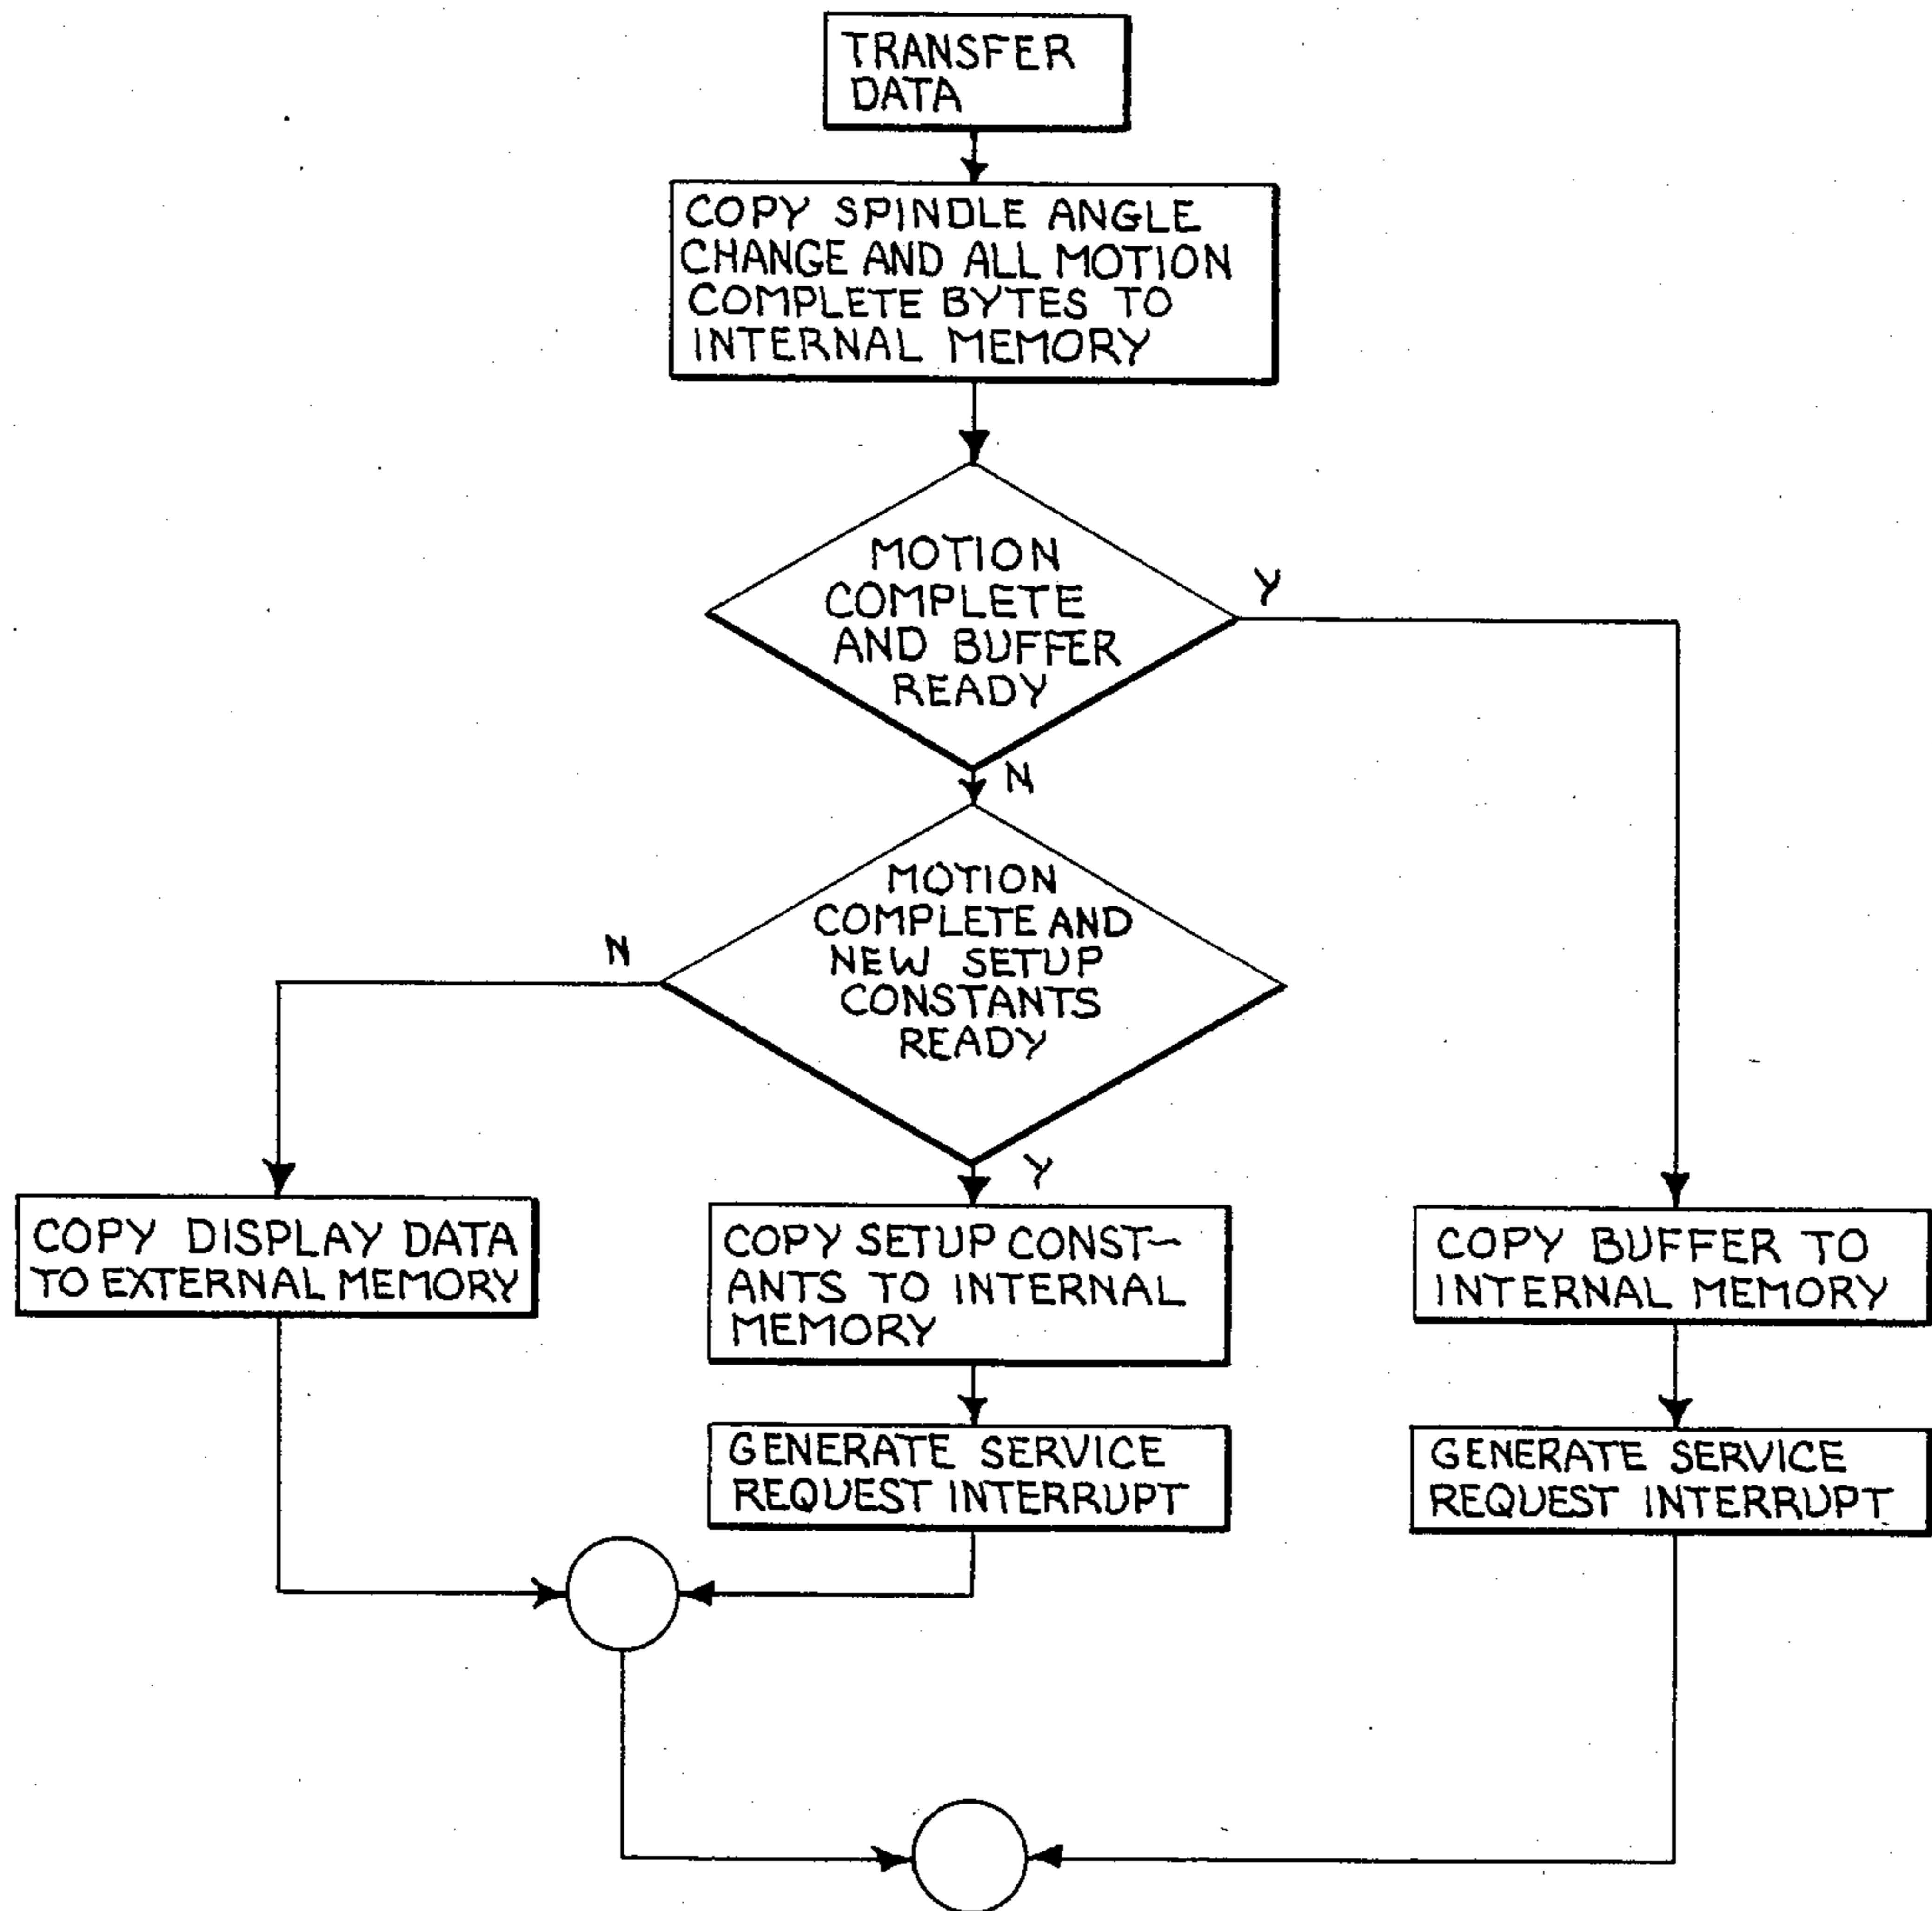 TRANSFER
DATA
COPY SPINDLE ANGLE
CHANGE AND ALL MOTION
COMPLETE BYTES TO
INTERNAL MEMORY
MOTION
COMPLETE
AND BUFFER
READY
Y
N
MOTION
COMPLETE AND
NEW SETUP
CONSTANTS
READY
N
Y
COPY DISPLAY DATA
TO EXTERNAL MEMORY
COPY SETUP CONST-
ANTS TO INTERNAL
MEMORY
COPY BUFFER TO
INTERNAL MEMORY
GENERATE SERVICE
REQUEST INTERRUPT
GENERATE SERVICE
REQUEST INTERRUPT